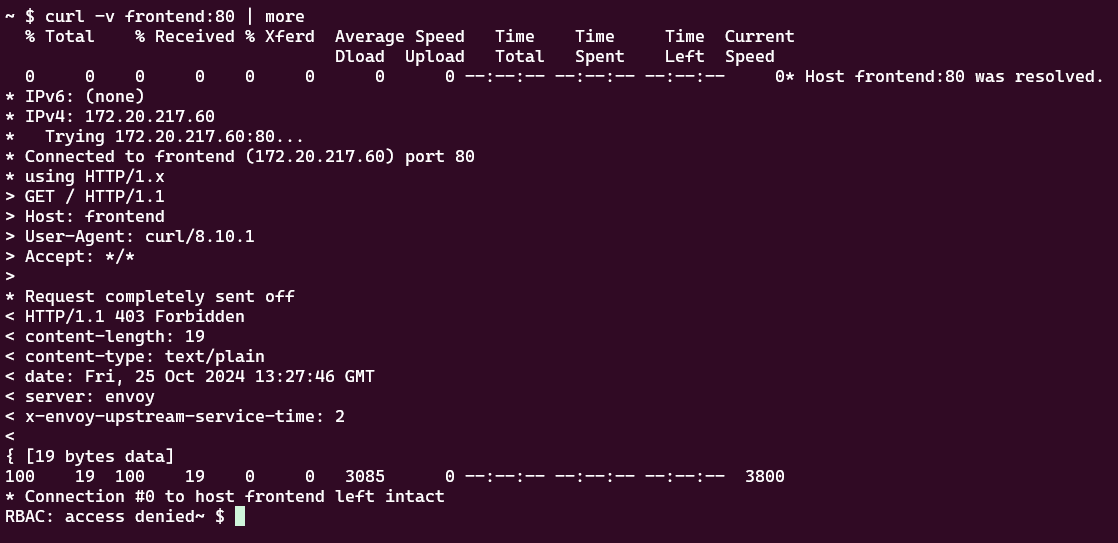 ~ $ curl -v frontend:80 | more
  % Total    % Received % Xferd  Average Speed   Time    Time     Time  Current
                                 Dload  Upload   Total   Spent    Left  Speed
  0     0    0     0    0     0      0      0 --:--:-- --:--:-- --:--:--     0* Host frontend:80 was resolved.
* IPv6: (none)
* IPv4: 172.20.217.60
*   Trying 172.20.217.60:80...
* Connected to frontend (172.20.217.60) port 80
* using HTTP/1.x
> GET / HTTP/1.1
> Host: frontend
> User-Agent: curl/8.10.1
> Accept: */*
>
* Request completely sent off
< HTTP/1.1 403 Forbidden
< content-length: 19
< content-type: text/plain
< date: Fri, 25 Oct 2024 13:27:46 GMT
< server: envoy
< x-envoy-upstream-service-time: 2
<
{ [19 bytes data]
100    19  100    19    0     0   3085      0 --:--:-- --:--:-- --:--:--  3800
* Connection #0 to host frontend left intact
RBAC: access denied~ $